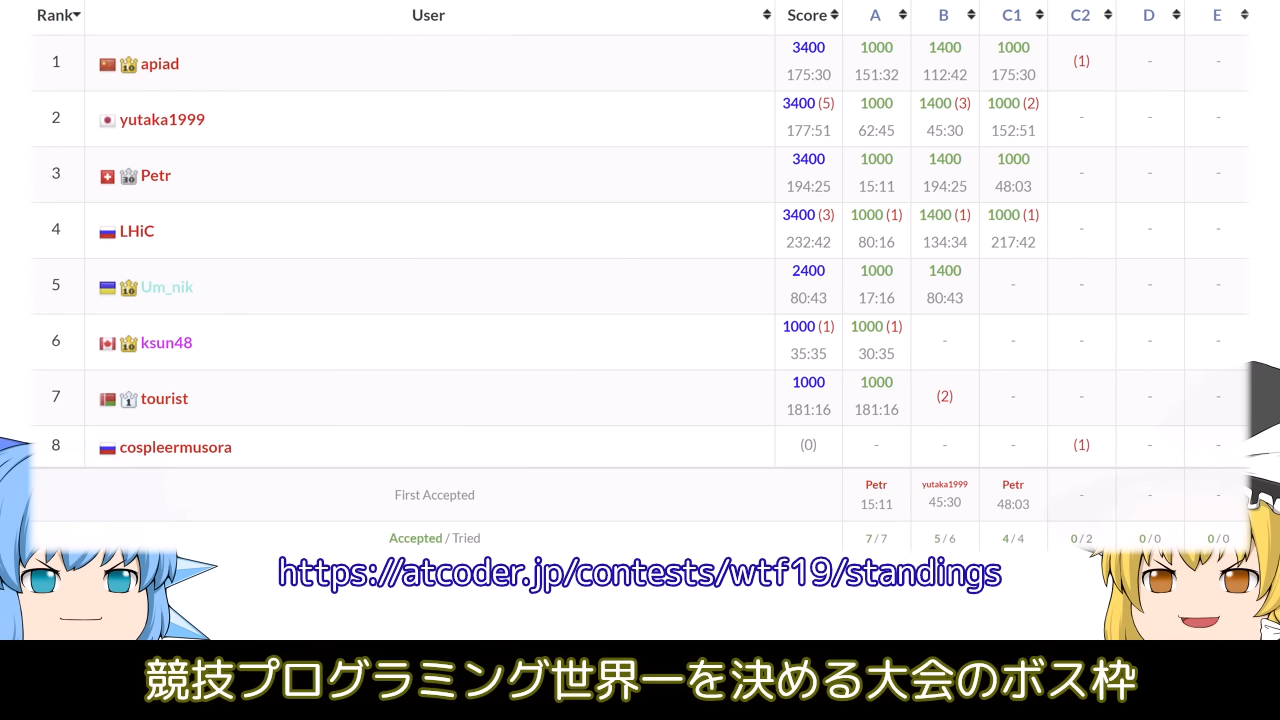 Rank User Score A B C1 C2 D E
1 apiad 3400 1000 1400 1000 (1) - -
175:30 151:32 112:42 175:30
2 yutaka1999 3400 (5) 1000 1400 (3) 1000 (2) - - -
177:51 62:45 45:30 152:51
3 Petr 3400 1000 1400 1000 - - -
194:25 15:11 194:25 48:03
4 LHiC 3400 (3) 1000 (1) 1400 (1) 1000 (1) - - -
232:42 80:16 134:34 217:42
5 Um_nik 2400 1000 1400 - - - -
80:43 17:16 80:43
6 ksun48 1000 (1) 1000 (1) - - - - -
35:35 30:35
7 tourist 1000 1000 (2) - - - -
181:16 181:16
8 cospleermusora (0) - - - (1) - -
First Accepted Petr yutaka1999 Petr - - -
15:11 45:30 48:03
Accepted / Tried 7 / 7 5 / 6 4 / 4 0 / 2 0 / 0 0 / 0
https://atcoder.jp/contests/wtf19/standings
競技プログラミング世界一を決める大会のボス枠